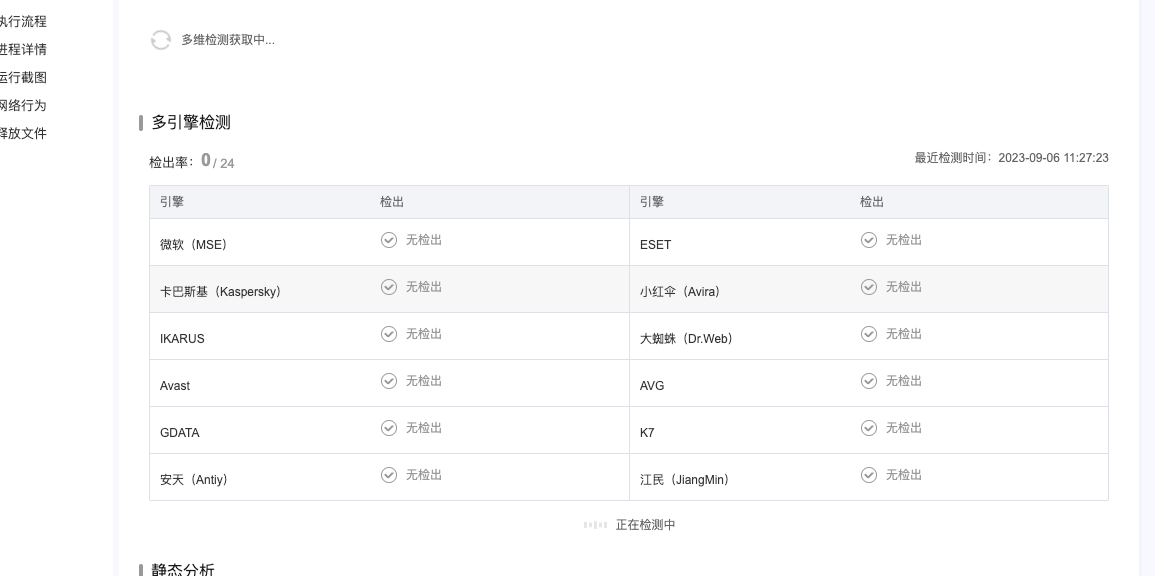 执行流程
进程详情
运行截图
网络行为
释放文件
多维检测获取中...
多引擎检测
检出率：0 / 24
最近检测时间：2023-09-06 11:27:23
引擎 检出 引擎 检出
微软（MSE） 无检出 ESET 无检出
卡巴斯基（Kaspersky） 无检出 小红伞（Avira） 无检出
IKARUS 无检出 大蜘蛛（Dr.Web） 无检出
Avast 无检出 AVG 无检出
GDATA 无检出 K7 无检出
安天（Antiy） 无检出 江民（JiangMin） 无检出
正在检测中
静态分析